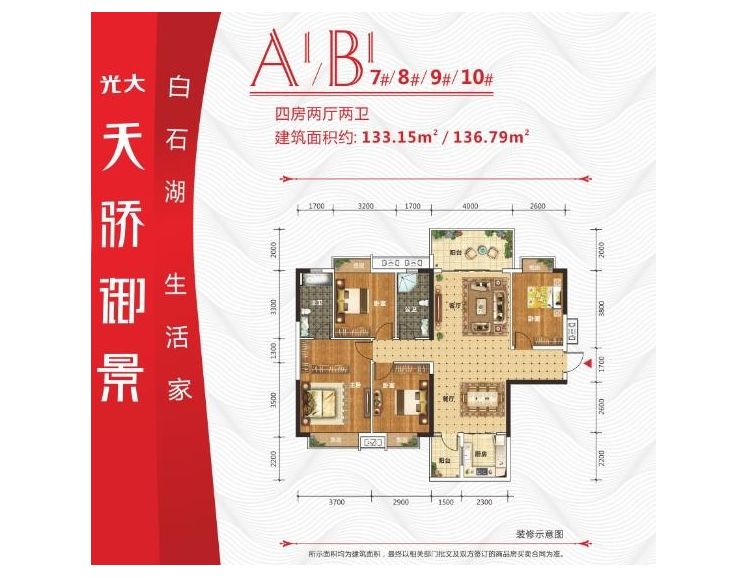 光大
天骄御景
白石湖 生活家
A¹/B¹ 7#/8#/9#/10#
四房两厅两卫
建筑面积约: 133.15m² / 136.79m²
1700 3200 1700 4000 2600
2000
3300
1300
3500
2200
2000
3800
1700
2600
2200
阳台
主卫
卧室
公卫
客厅
卧室
主卧
卧室
餐厅
阳台
厨房
3700 2900 1500 2300
装修示意图
所示面积均为建筑面积，最终以相关部门批文及双方签订的商品房买卖合同为准。